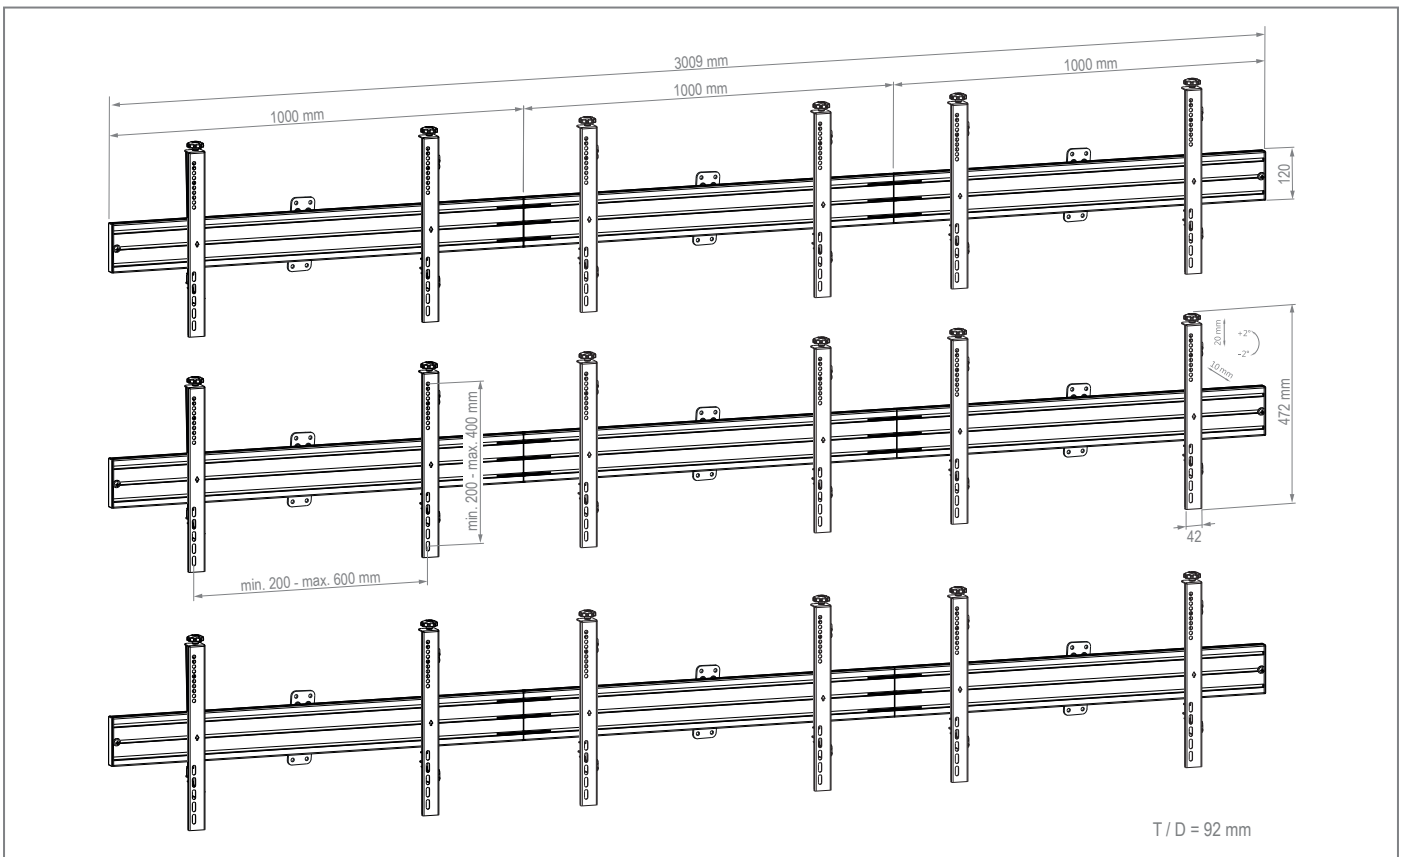 3009 mm
1000 mm
1000 mm
1000 mm
120
20 mm
+2°
-2°
10 mm
472 mm
min. 200 - max. 400 mm
42
min. 200 - max. 600 mm
T / D = 92 mm